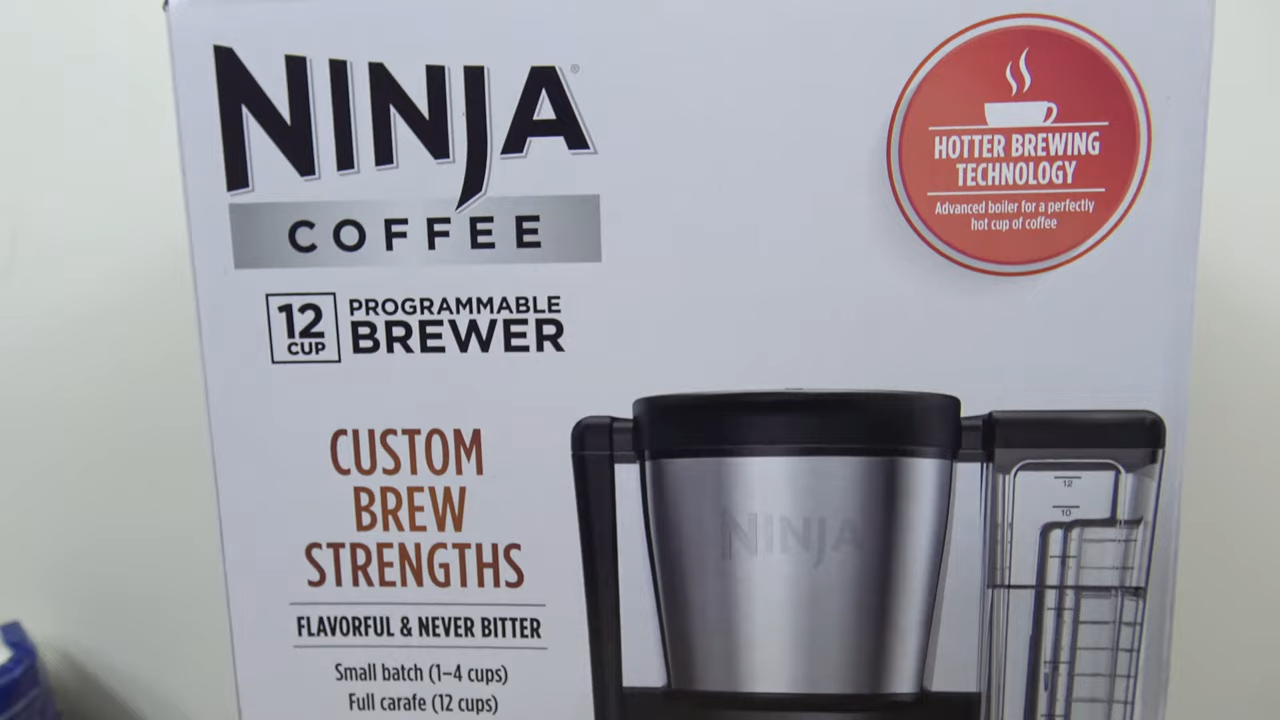 NINJA®
COFFEE
12
CUP
PROGRAMMABLE
BREWER
CUSTOM
BREW
STRENGTHS
FLAVORFUL & NEVER BITTER
Small batch (1–4 cups)
Full carafe (12 cups)
HOTTER BREWING
TECHNOLOGY
Advanced boiler for a perfectly
hot cup of coffee
NINJA
12
10